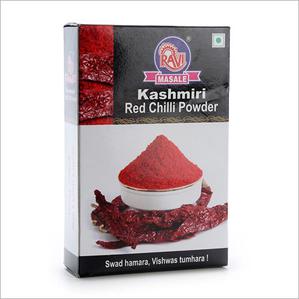 RAVI
MASALE
Kashmiri
Red Chilli Powder
Swad hamara, Vishwas tumhara !